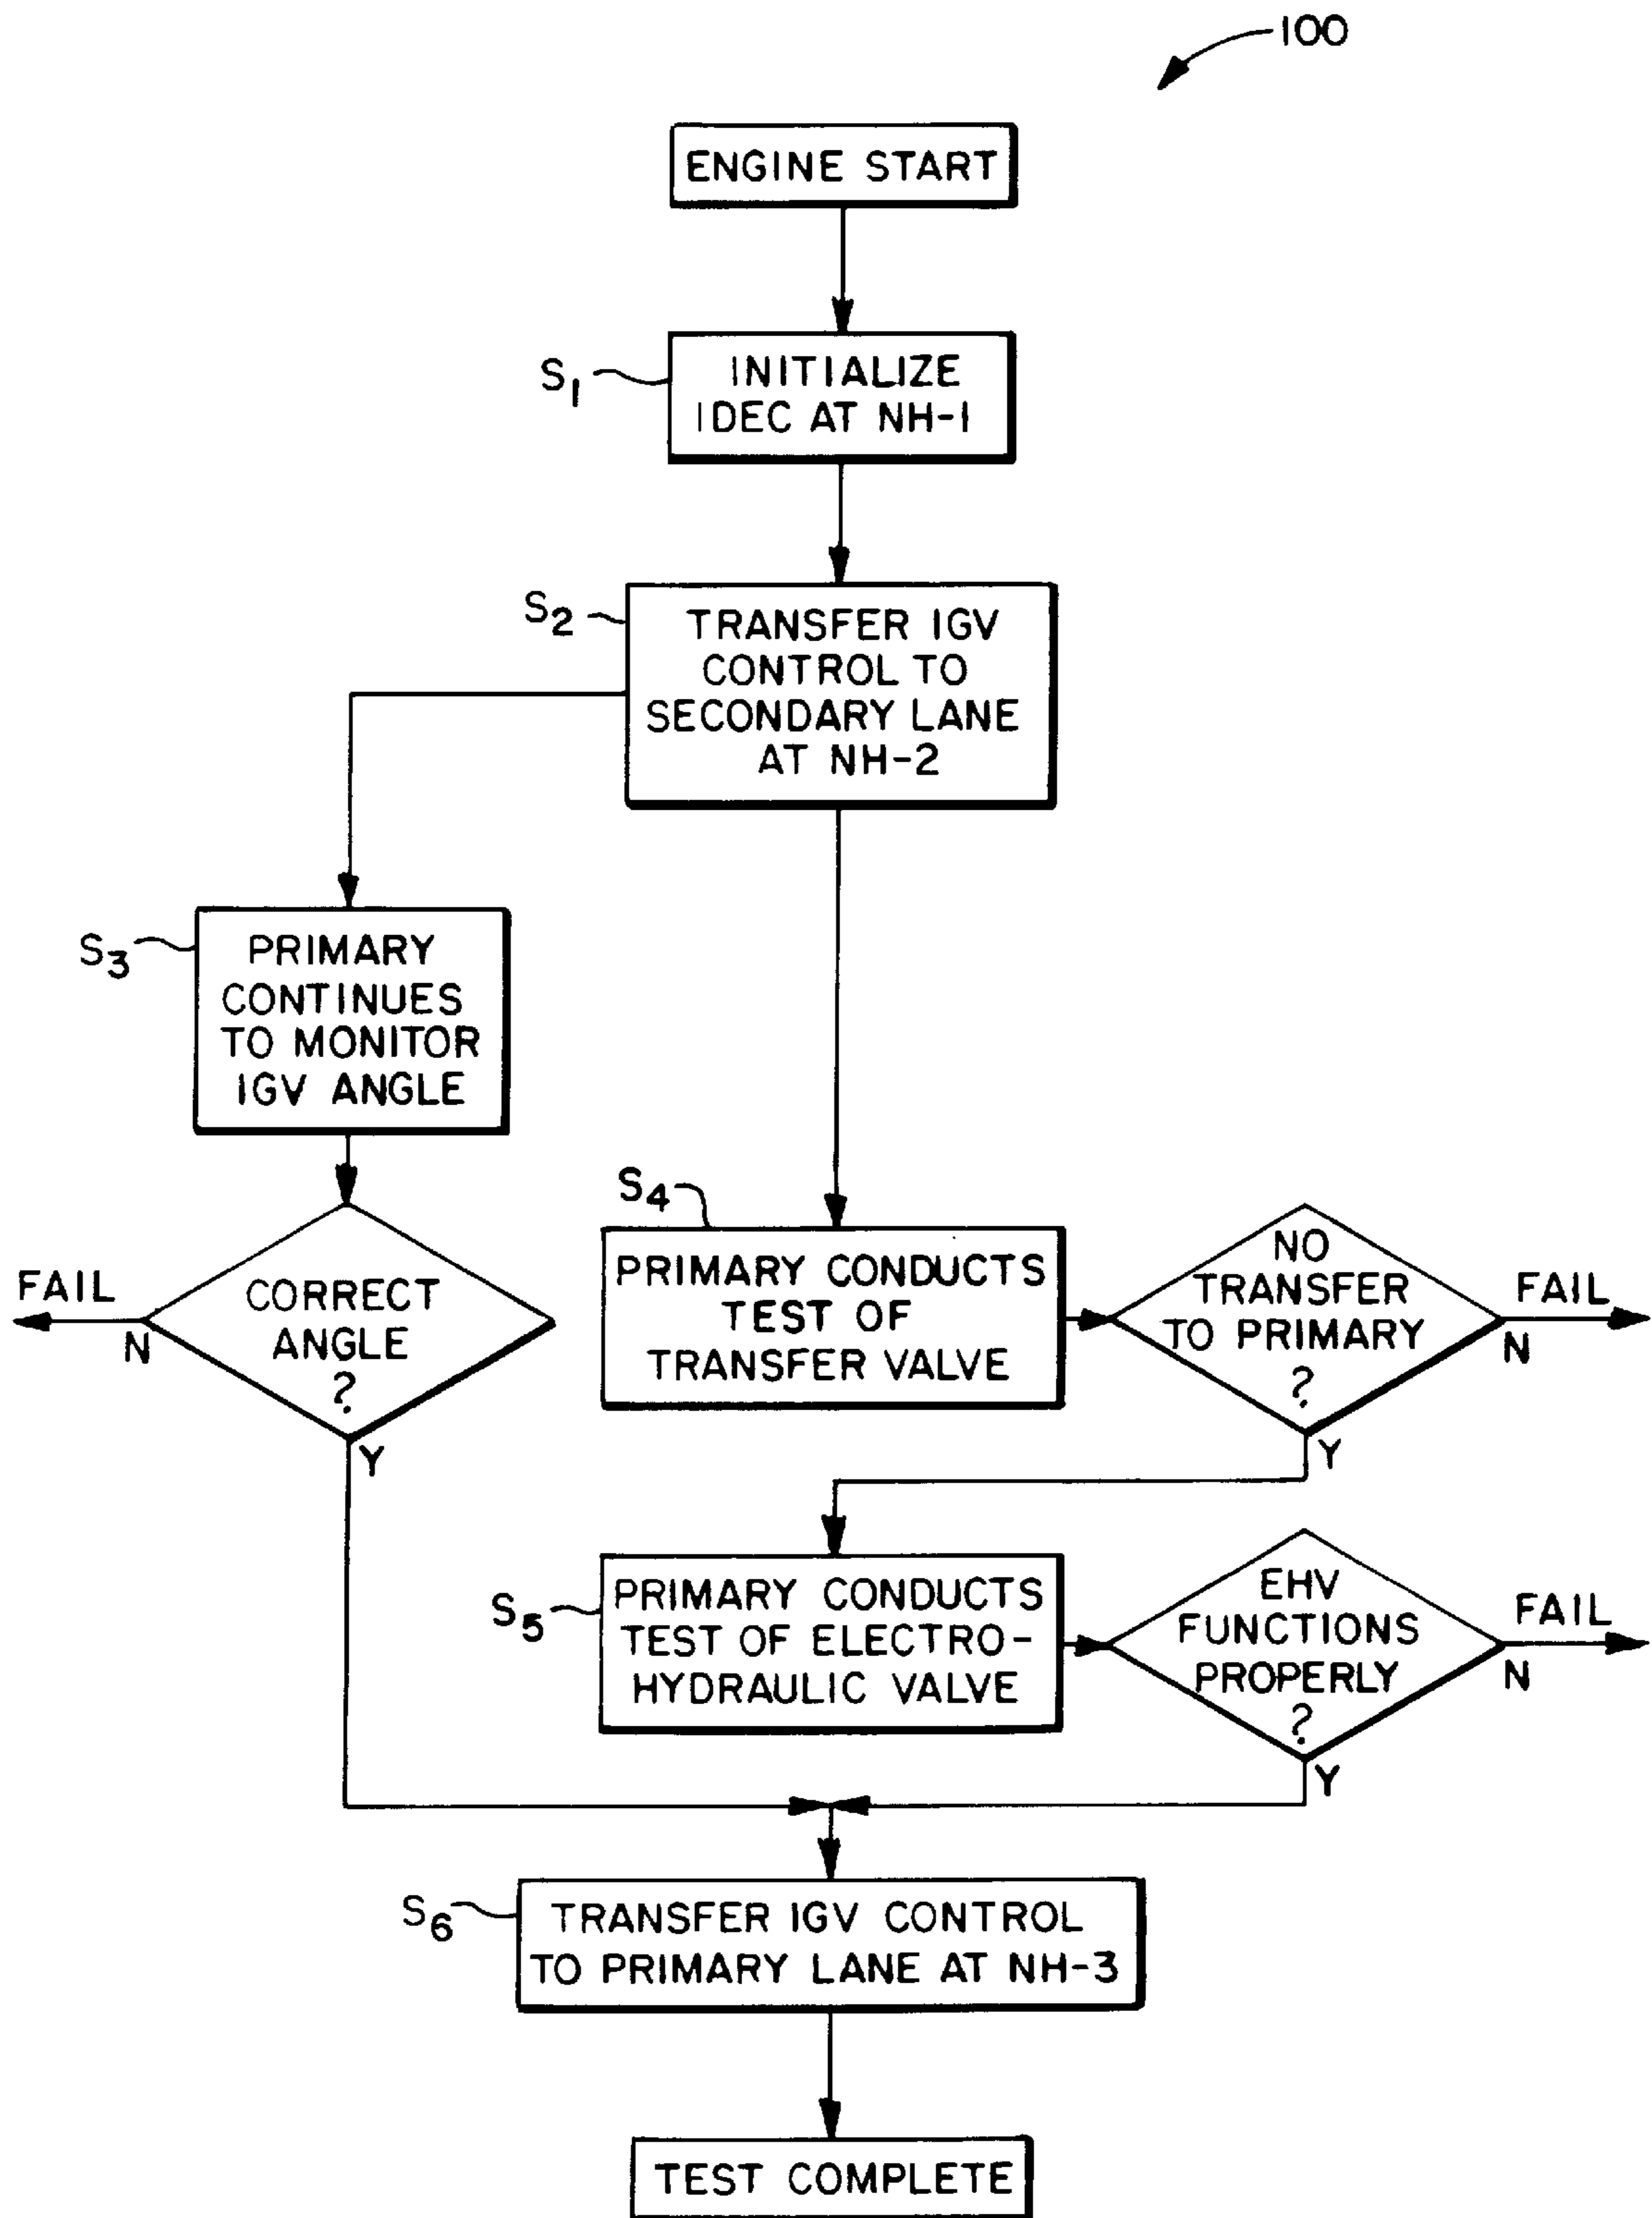 100
ENGINE START
S1
INITIALIZE
IDEC AT NH-1
S2
TRANSFER IGV
CONTROL TO
SECONDARY LANE
AT NH-2
S3
PRIMARY
CONTINUES
TO MONITOR
IGV ANGLE
FAIL
N
CORRECT
ANGLE
?
Y
S4
PRIMARY CONDUCTS
TEST OF
TRANSFER VALVE
NO
TRANSFER
TO PRIMARY
?
FAIL
N
Y
S5
PRIMARY CONDUCTS
TEST OF ELECTRO-
HYDRAULIC VALVE
EHV
FUNCTIONS
PROPERLY
?
FAIL
N
Y
S6
TRANSFER IGV CONTROL
TO PRIMARY LANE AT NH-3
TEST COMPLETE